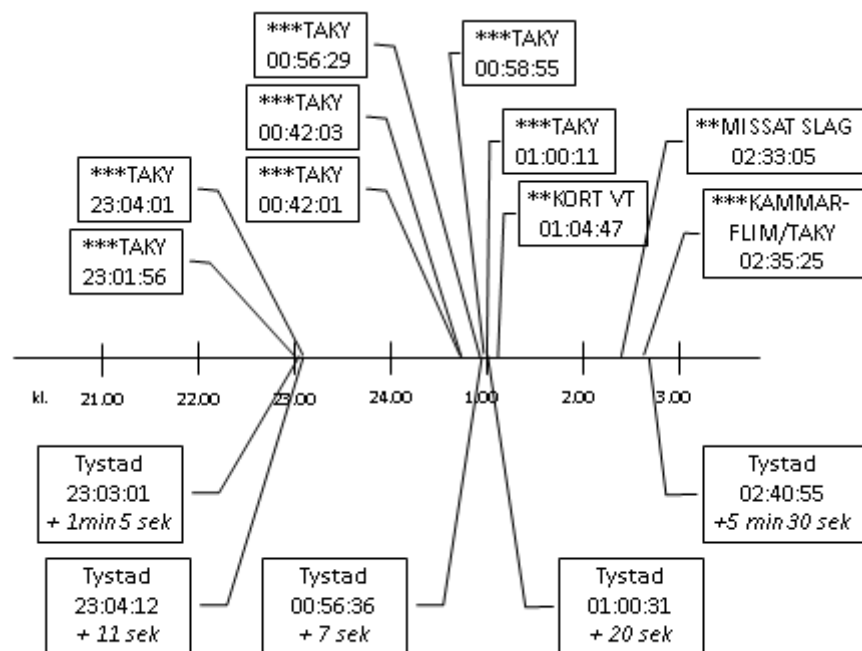 ***TAKY
00:56:29
***TAKY
00:58:55
***TAKY
00:42:03
***TAKY
01:00:11
**MISSAT SLAG
02:33:05
***TAKY
23:04:01
***TAKY
00:42:01
**KORT VT
01:04:47
***KAMMAR-
FLIM/TAKY
02:35:25
***TAKY
23:01:56
kl. 21.00 22.00 23.00 24.00 1.00 2.00 3.00
Tystad
23:03:01
+ 1min 5 sek
Tystad
02:40:55
+5 min 30 sek
Tystad
23:04:12
+ 11 sek
Tystad
00:56:36
+ 7 sek
Tystad
01:00:31
+ 20 sek